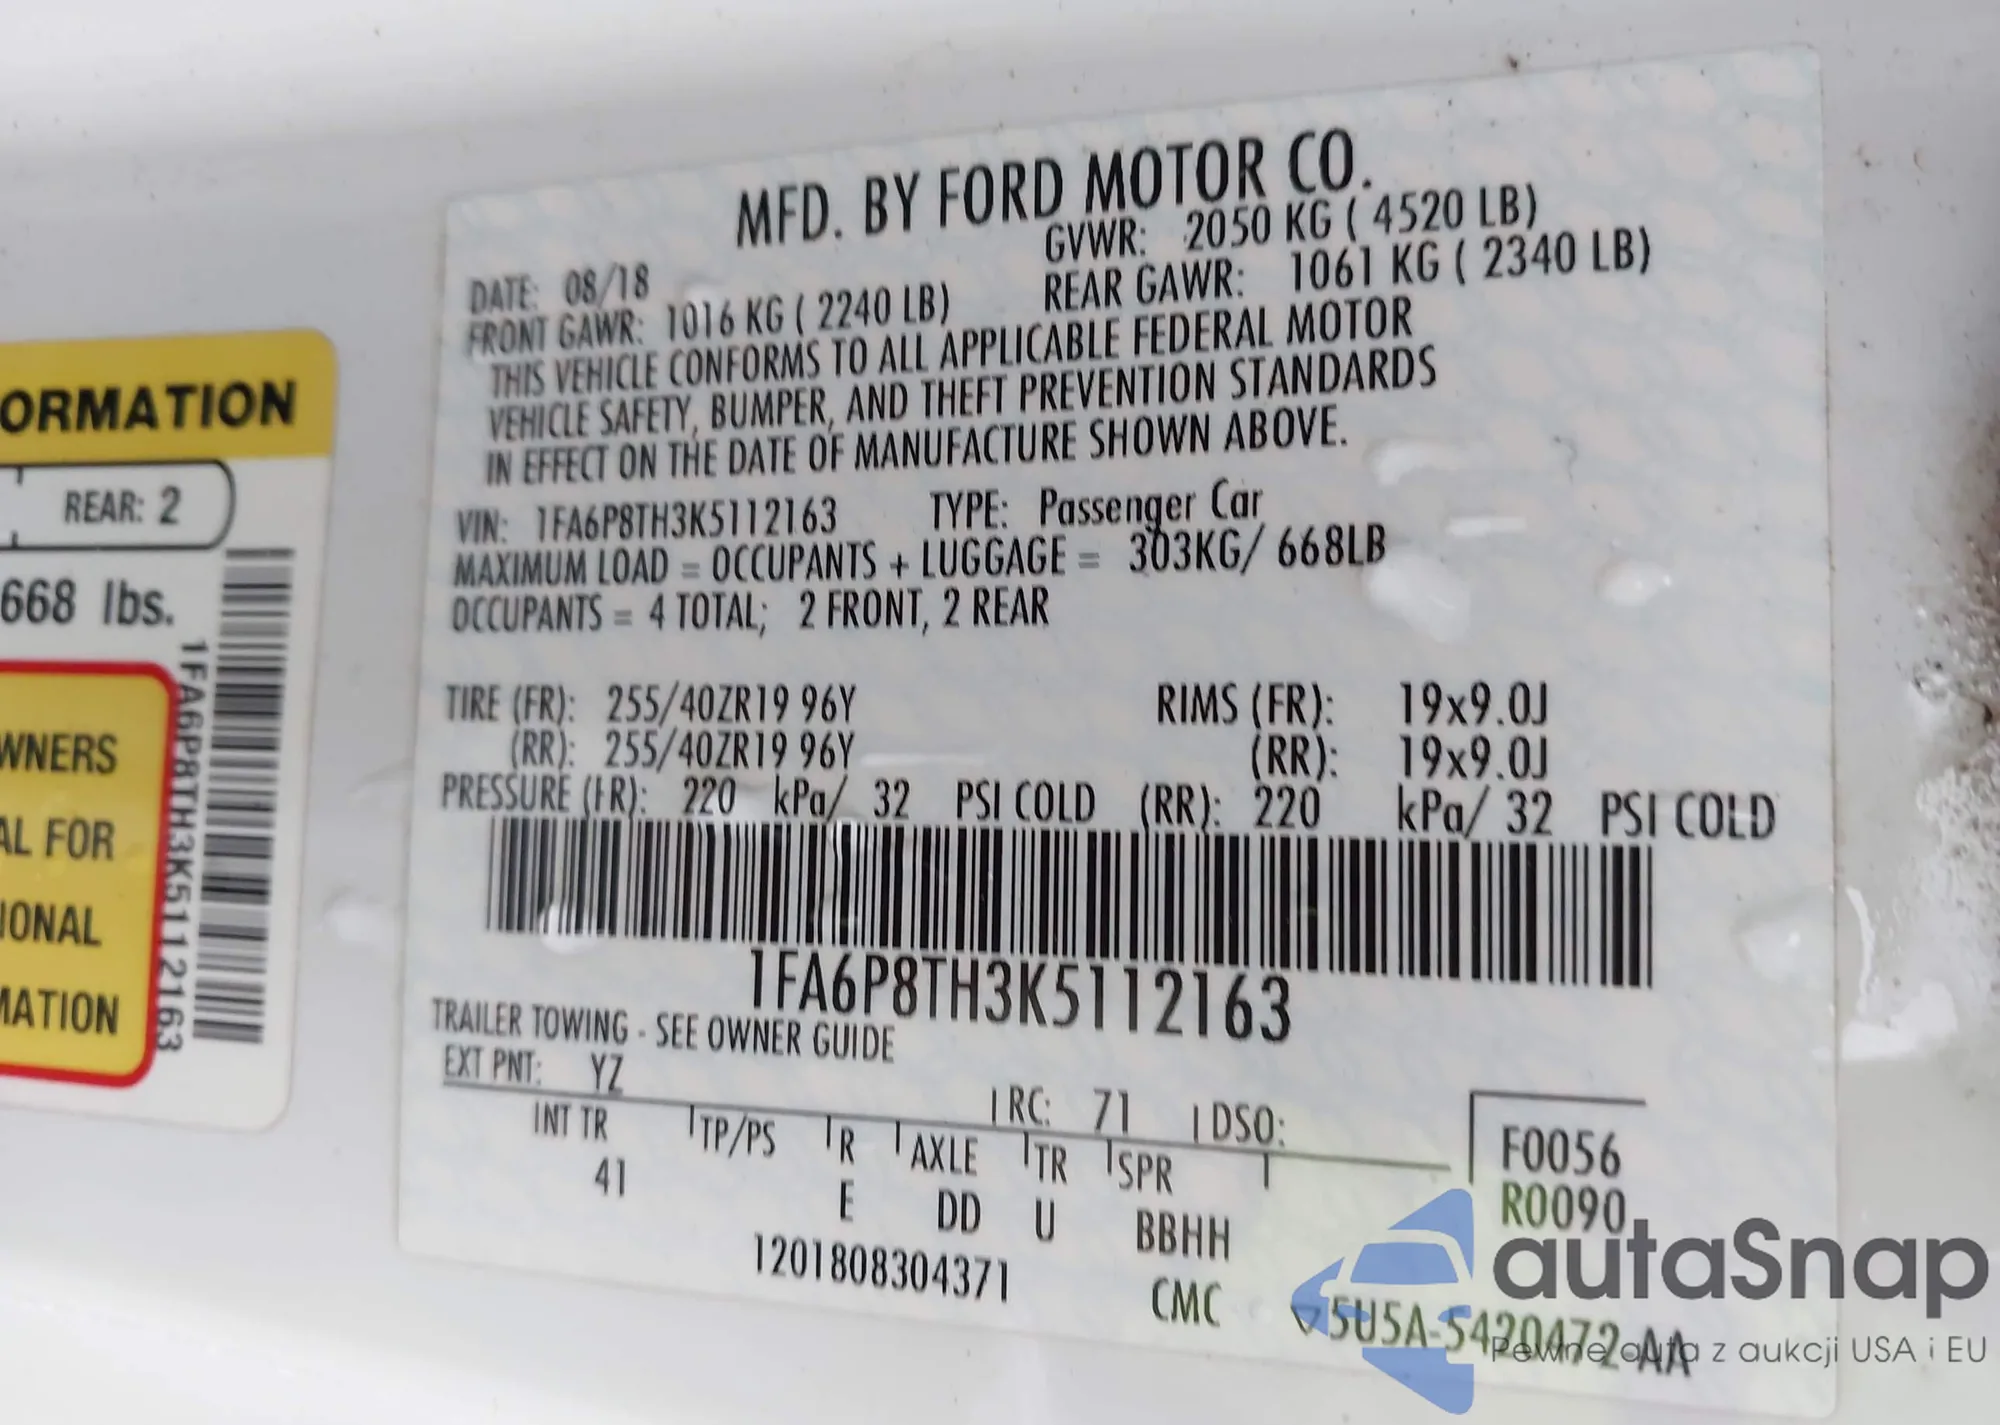 ORMATION
REAR: 2
668 lbs.
WNERS
AL FOR
IONAL
MATION
1FA6P8TH3K5112163
MFD. BY FORD MOTOR CO.
DATE: 08/18
GVWR: 2050 KG ( 4520 LB)
FRONT GAWR: 1016 KG ( 2240 LB)
REAR GAWR: 1061 KG ( 2340 LB)
THIS VEHICLE CONFORMS TO ALL APPLICABLE FEDERAL MOTOR
VEHICLE SAFETY, BUMPER, AND THEFT PREVENTION STANDARDS
IN EFFECT ON THE DATE OF MANUFACTURE SHOWN ABOVE.
VIN: 1FA6P8TH3K5112163 TYPE: Passenger Car
MAXIMUM LOAD = OCCUPANTS + LUGGAGE = 303KG/ 668LB
OCCUPANTS = 4 TOTAL; 2 FRONT, 2 REAR
TIRE (FR): 255/40ZR19 96Y RIMS (FR): 19x9.0J
(RR): 255/40ZR19 96Y (RR): 19x9.0J
PRESSURE (FR): 220 kPa/ 32 PSI COLD (RR): 220 kPa/ 32 PSI COLD
1FA6P8TH3K5112163
TRAILER TOWING - SEE OWNER GUIDE
EXT PNT: YZ RC: 71 DSO:
INT TR TP/PS R AXLE TR SPR
41 E DD U BBHH
F0056
R0090
1201808304371
CMC
5U5A-5420472-AA
autaSnap
Pewne auta z aukcji USA i EU